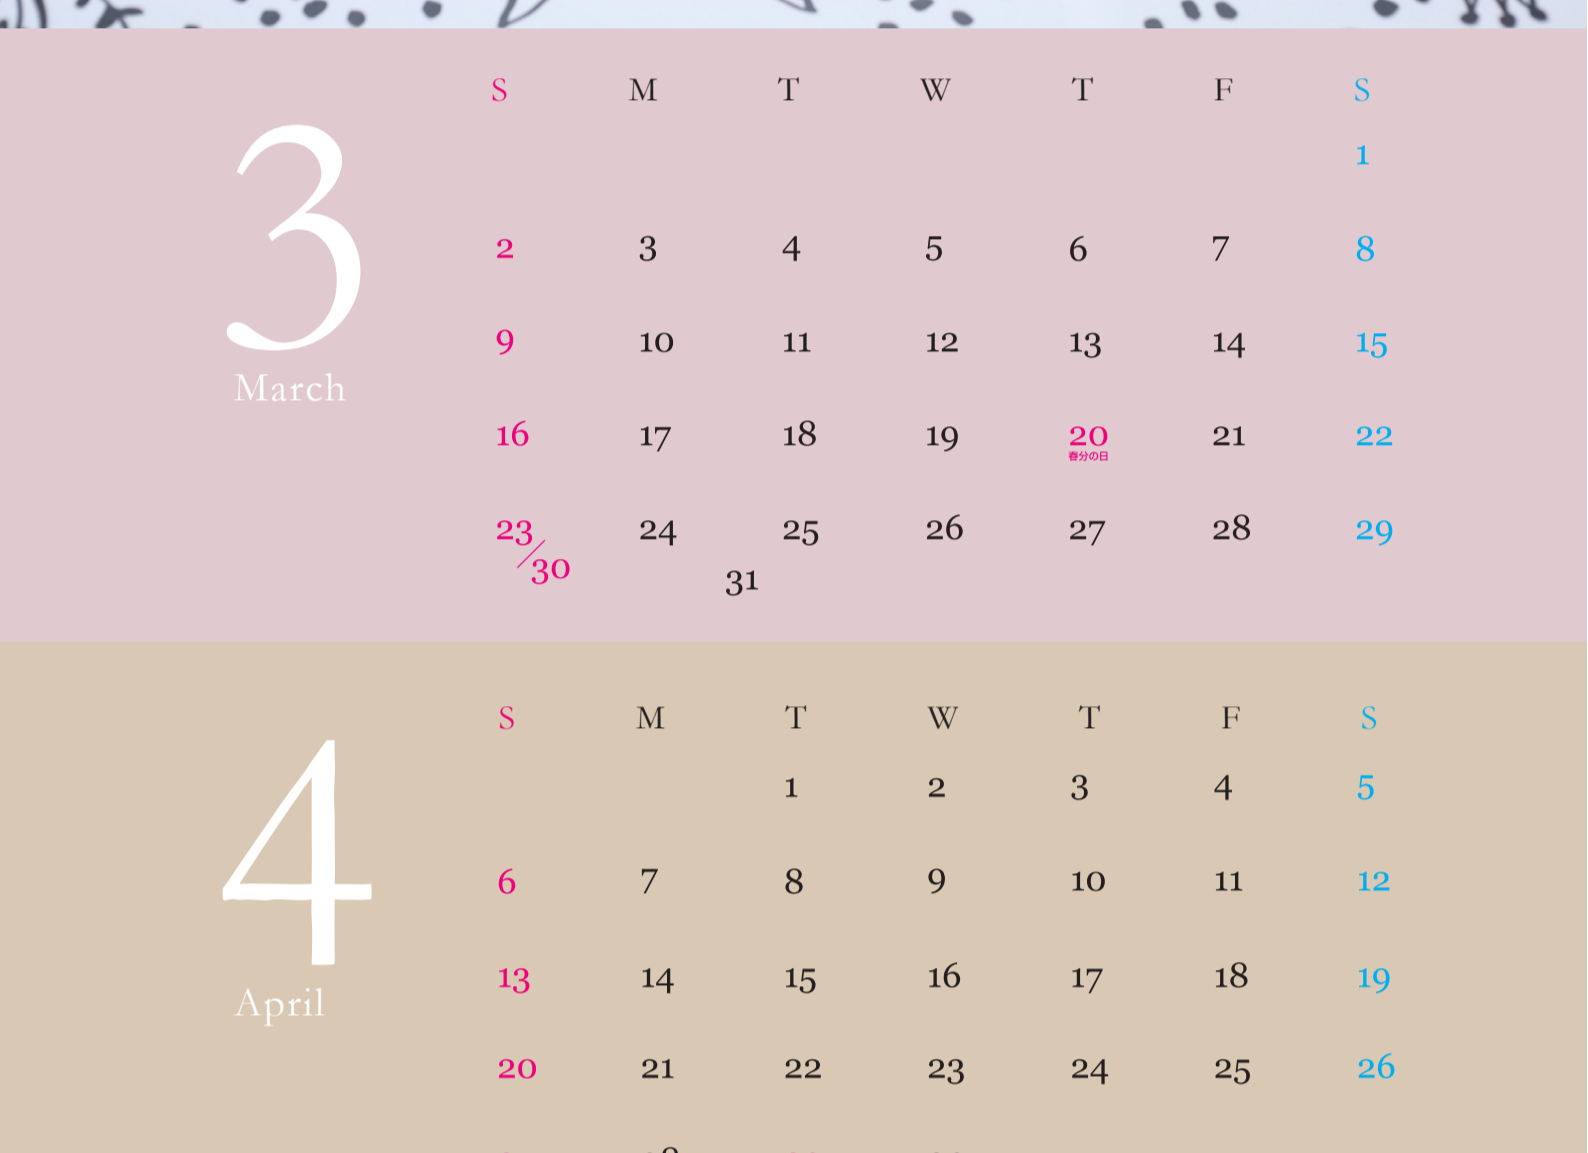 3
March
S M T W T F S
1
2 3 4 5 6 7 8
9 10 11 12 13 14 15
16 17 18 19 20 21 22
春分の日
23/30 24 25 26 27 28 29
31
4
April
S M T W T F S
1 2 3 4 5
6 7 8 9 10 11 12
13 14 15 16 17 18 19
20 21 22 23 24 25 26